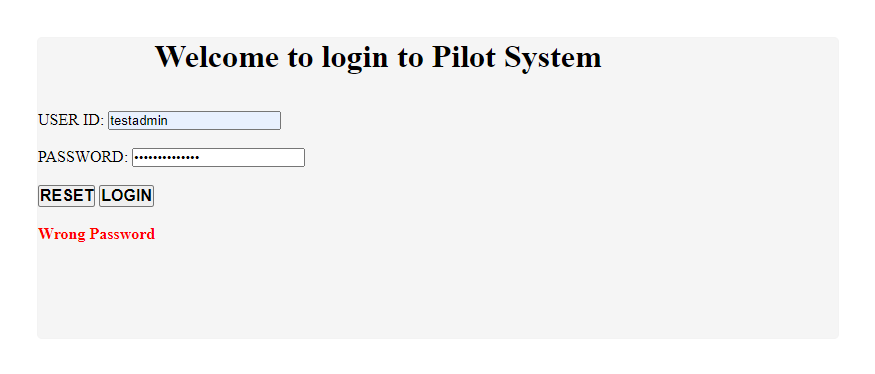 Welcome to login to Pilot System
USER ID: testadmin
PASSWORD: ••••••••••••••
RESET LOGIN
Wrong Password